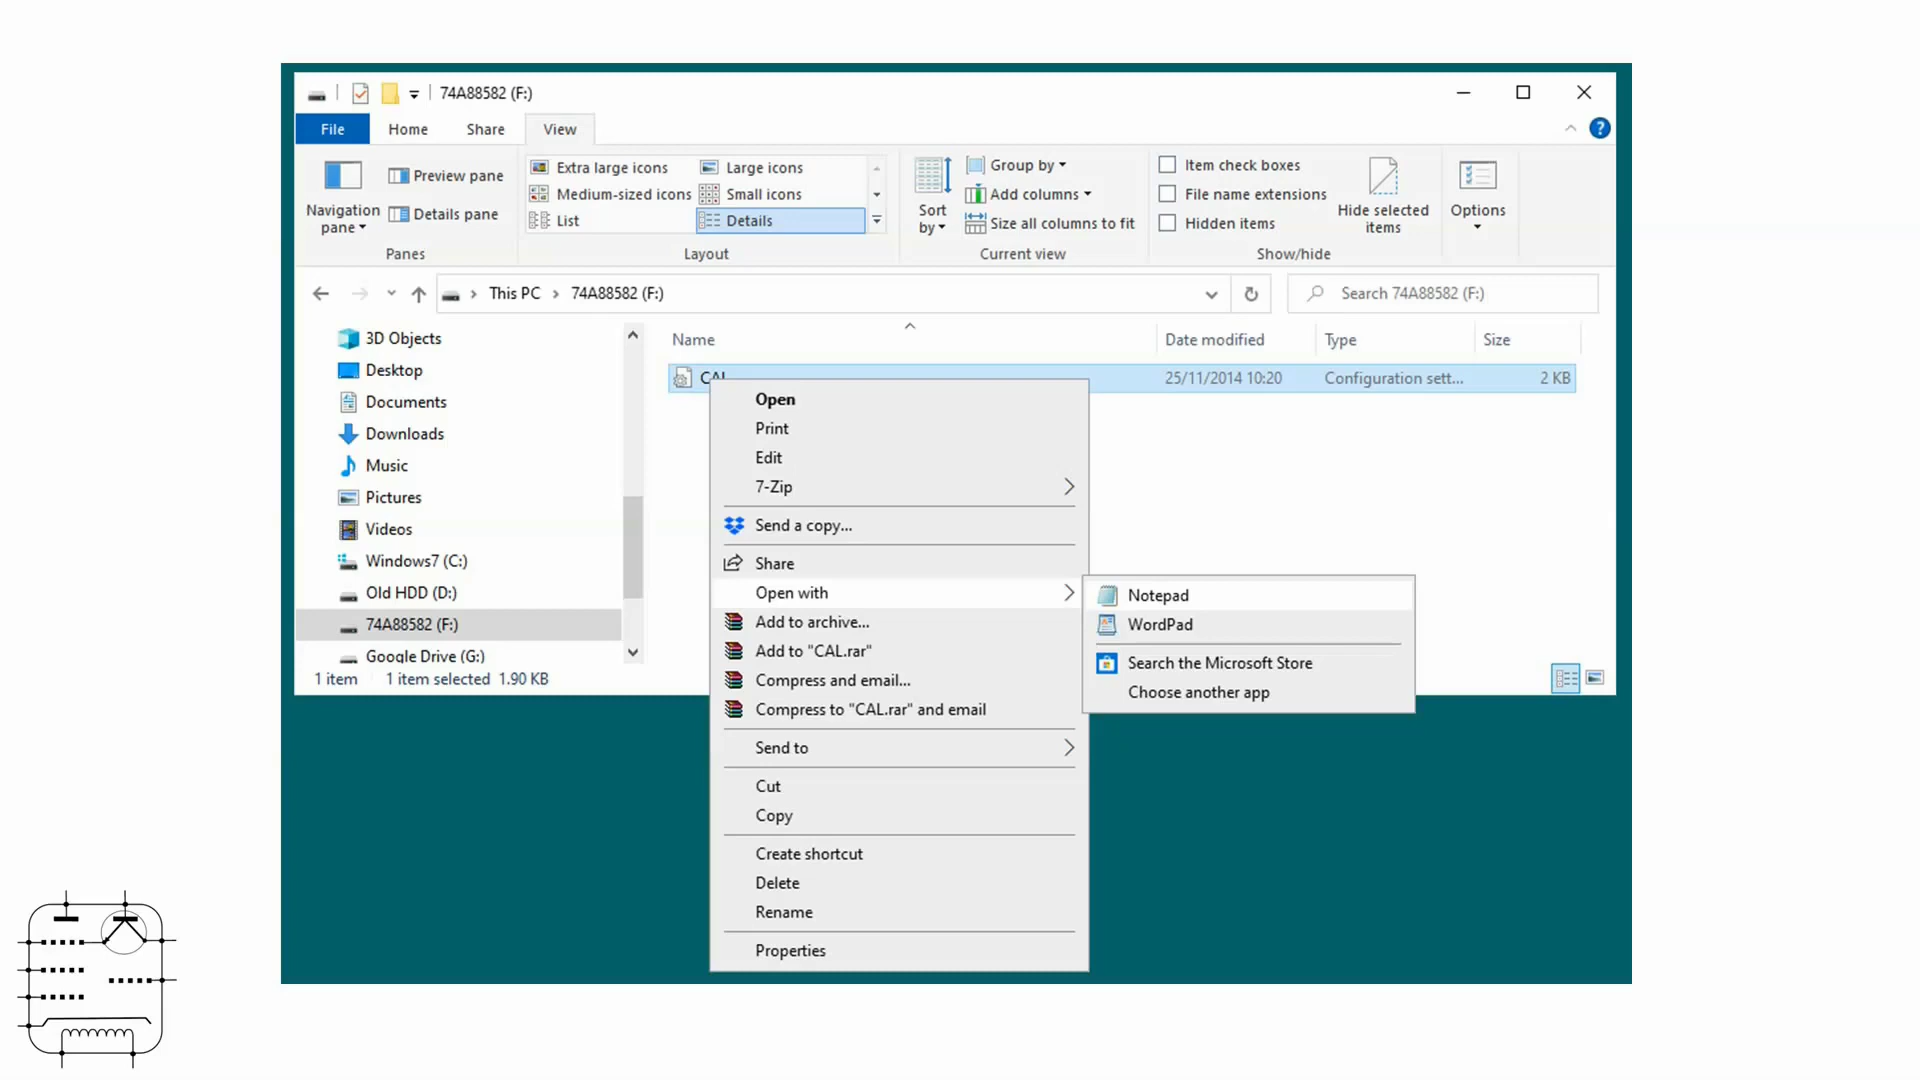 74A88582 (F:)
File Home Share View
Navigation pane
Preview pane
Details pane
Panes
Extra large icons Large icons
Medium-sized icons Small icons
List Details
Layout
Sort by
Group by
Add columns
Size all columns to fit
Current view
Item check boxes
File name extensions
Hidden items
Hide selected items
Show/hide
Options
This PC > 74A88582 (F:)
Search 74A88582 (F:)
3D Objects
Desktop
Documents
Downloads
Music
Pictures
Videos
Windows7 (C:)
Old HDD (D:)
74A88582 (F:)
Google Drive (G:)
Name Date modified Type Size
CAL 25/11/2014 10:20 Configuration sett... 2 KB
Open
Print
Edit
7-Zip
Send a copy...
Share
Open with
Add to archive...
Add to "CAL.rar"
Compress and email...
Compress to "CAL.rar" and email
Send to
Cut
Copy
Create shortcut
Delete
Rename
Properties
Notepad
WordPad
Search the Microsoft Store
Choose another app
1 item 1 item selected 1.90 KB